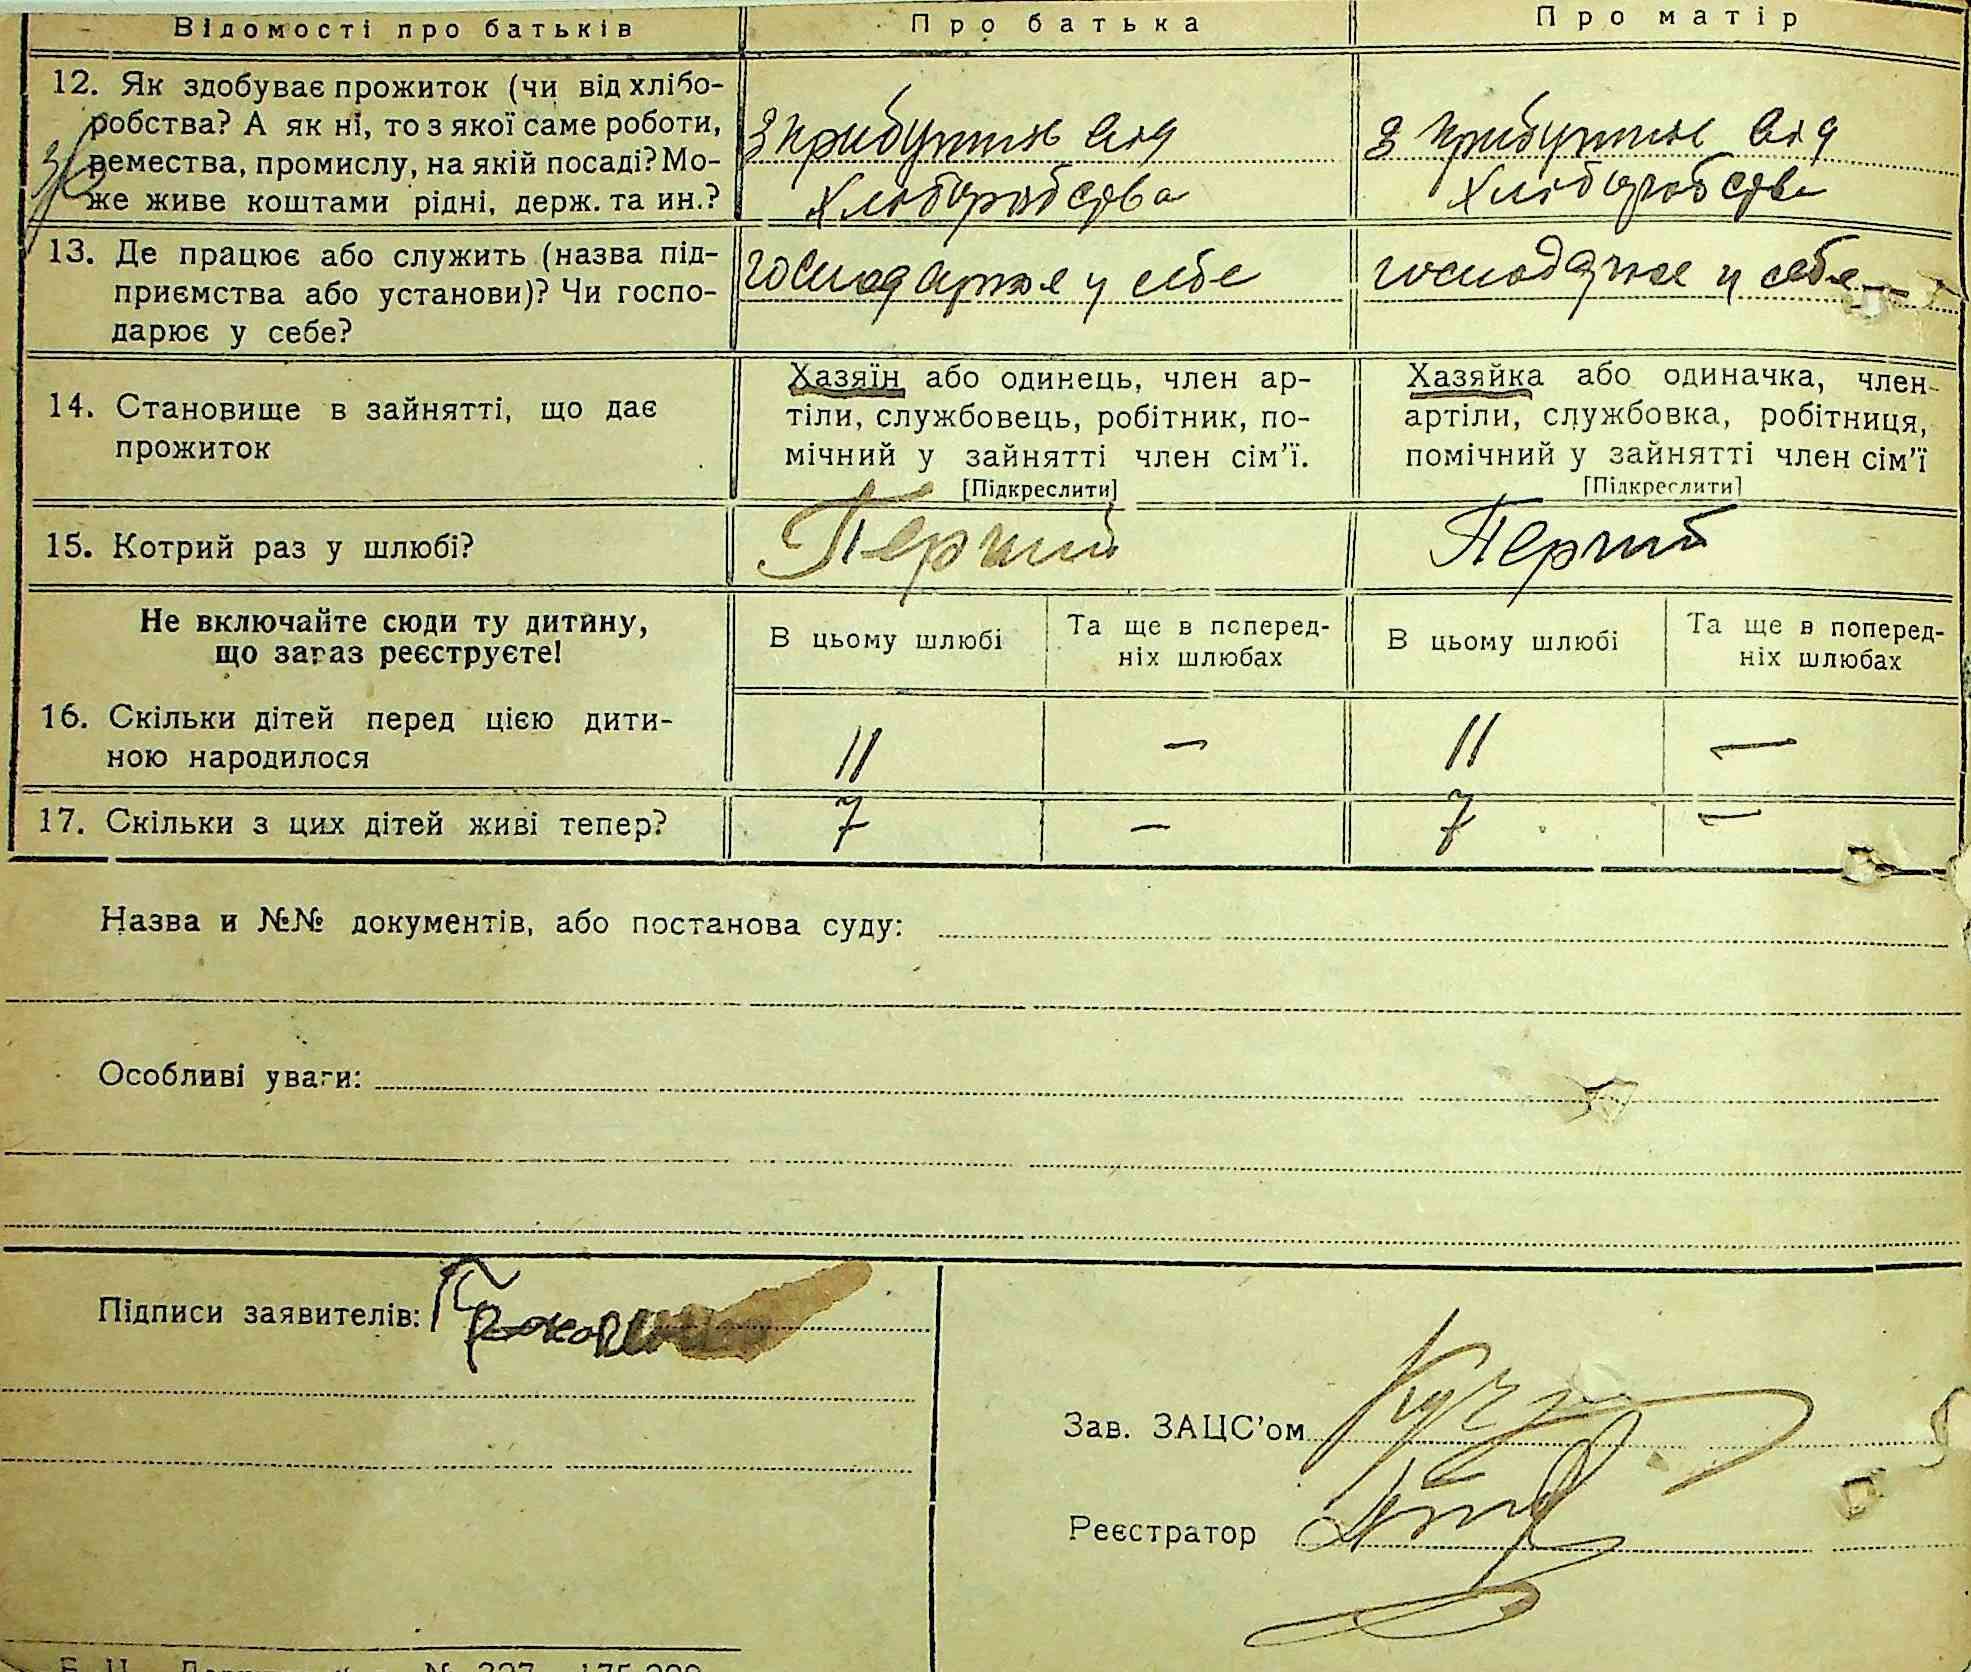 Відомості про батьків	Про батька	Про матір
12. Як здобуває прожиток (чи від хлібо-
робства? А як ні, то з якої саме роботи,
ремества, промислу, на якій посаді? Мо-
же живе коштами рідні, держ. та ин.?
З прибутків від
хліборобства
З прибутків від
хліборобства
13. Де працює або служить (назва під-
приємства або установи)? Чи госпо-
дарює у себе?
господарює у себе
господарює у себе
14. Становище в зайнятті, що дає
прожиток
Хазяїн або одинець, член ар-
тіли, службовець, робітник, по-
мічний у зайнятті член сім'ї.
[Підкреслити]
Хазяйка або одиначка, член
артіли, службовка, робітниця,
помічний у зайнятті член сім'ї
[Підкреслити]
15. Котрий раз у шлюбі?	Перший	Перший
Не включайте сюди ту дитину,
що зараз реєструєте!
В цьому шлюбі
Та ще в поперед-
ніх шлюбах
В цьому шлюбі
Та ще в поперед-
ніх шлюбах
16. Скільки дітей перед цією дити-
ною народилося
11	—	11	—
17. Скільки з цих дітей живі тепер?	7	—	7	—
Назва и №№ документів, або постанова суду:
Особливі уваги:
Підписи заявителів:
Зав. ЗАЦС'ом
Реєстратор